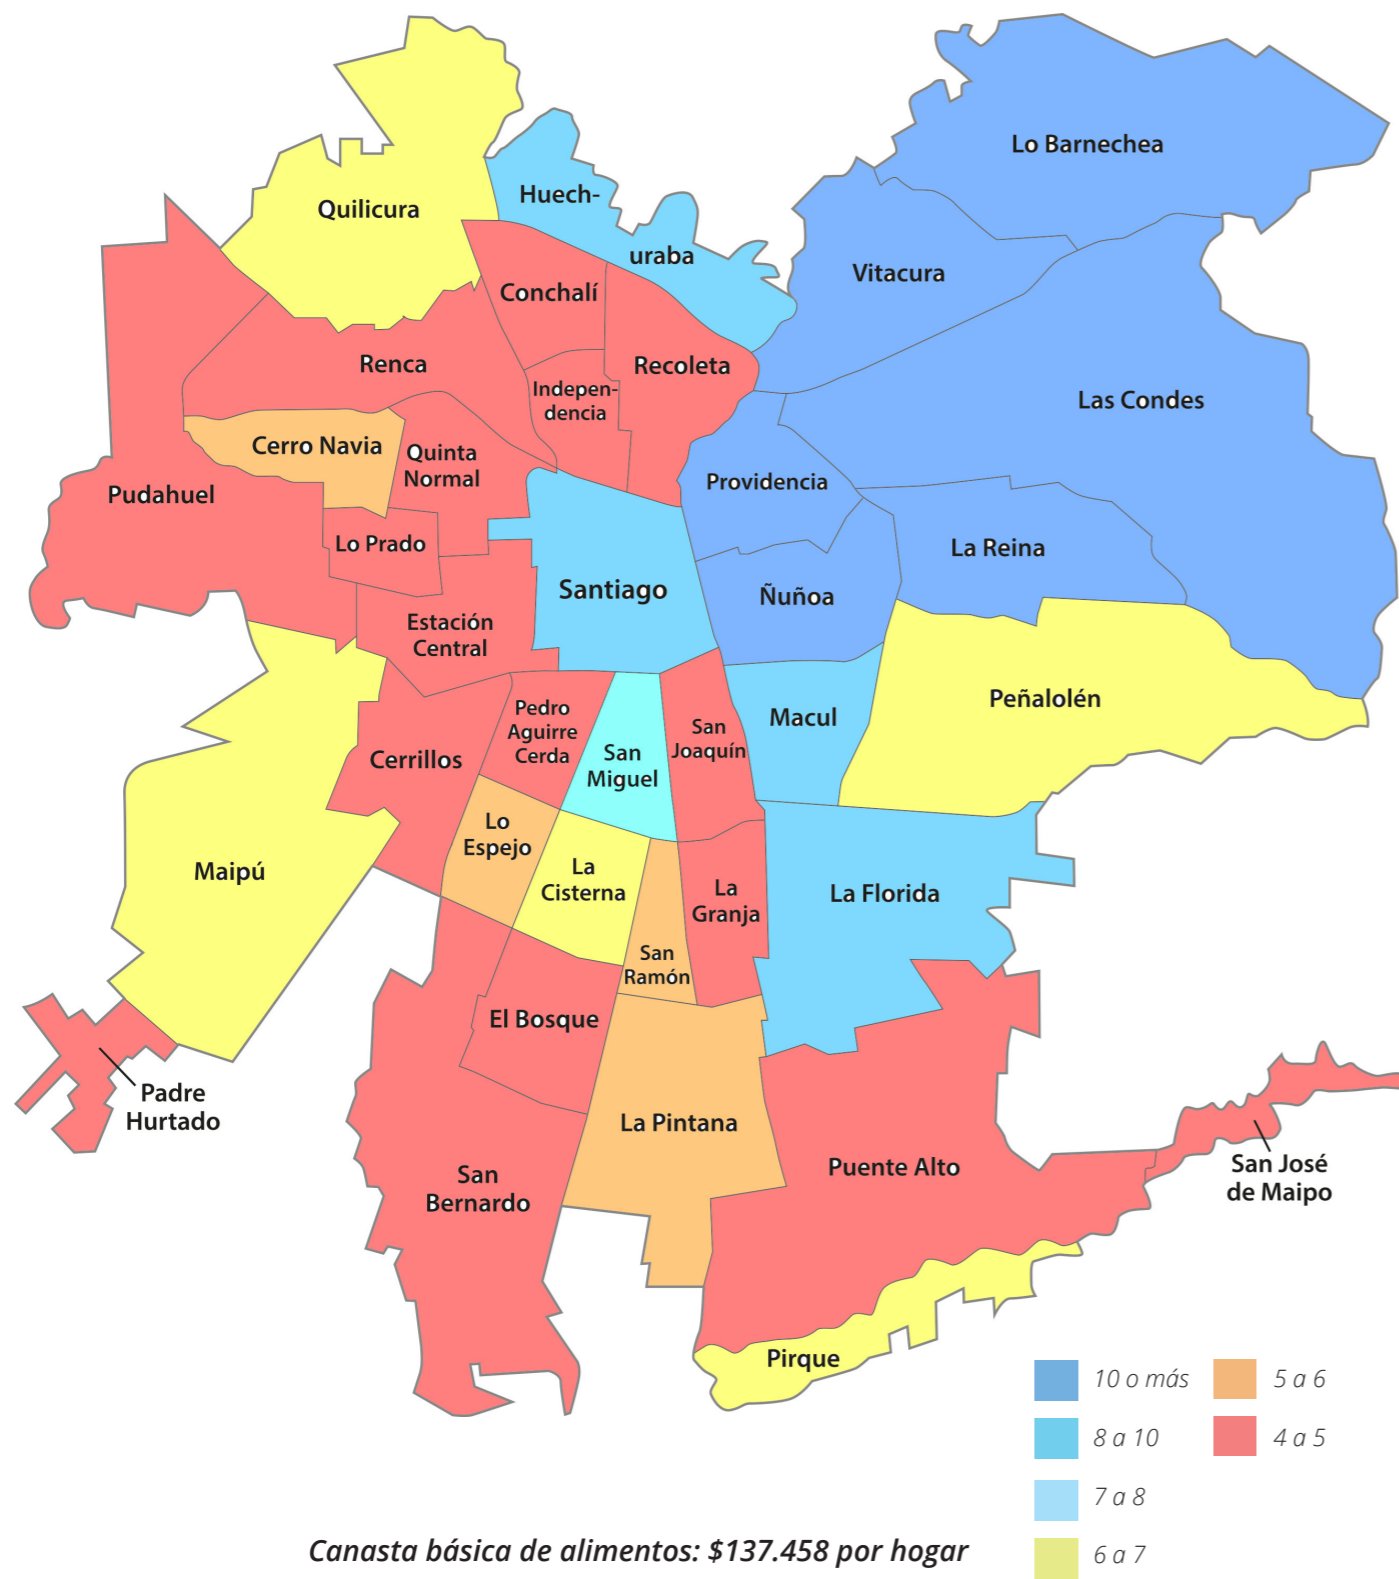 Lo Barnechea
Huech-
Quilicura
uraba
Vitacura
Conchalí
Renca
Recoleta
Indepen-
dencia
Las Condes
Cerro Navia
Quinta
Normal
Providencia
Pudahuel
Lo Prado
La Reina
Santiago
Ñuñoa
Estación
Central
Peñalolén
Pedro
Aguirre
Cerda
Macul
San
Joaquín
Cerrillos
San
Miguel
Lo
Espejo
Maipú
La
Cisterna
La
Granja
La Florida
San
Ramón
El Bosque
Padre
Hurtado
La Pintana
Puente Alto
San José
de Maipo
San
Bernardo
Pirque
10 o más
5 a 6
8 a 10
4 a 5
7 a 8
6 a 7
Canasta básica de alimentos: $137.458 por hogar